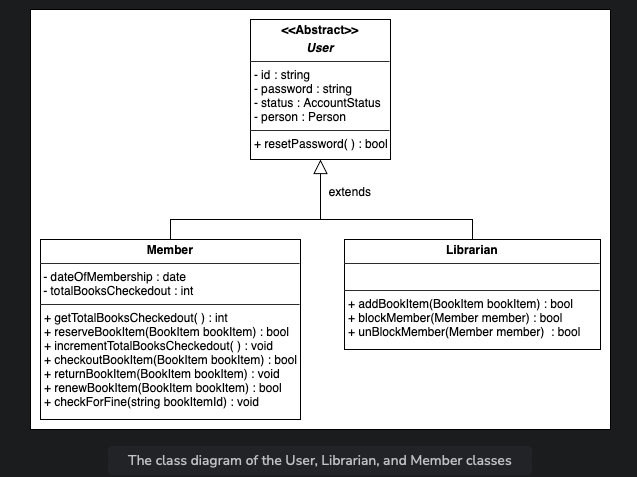 <<Abstract>>
User
- id : string
- password : string
- status : AccountStatus
- person : Person
+ resetPassword( ) : bool
extends
Member
- dateOfMembership : date
- totalBooksCheckedout : int
+ getTotalBooksCheckedout( ) : int
+ reserveBookItem(BookItem bookItem) : bool
+ incrementTotalBooksCheckedout( ) : void
+ checkoutBookItem(BookItem bookItem) : bool
+ returnBookItem(BookItem bookItem) : void
+ renewBookItem(BookItem bookItem) : bool
+ checkForFine(string bookItemId) : void
Librarian
+ addBookItem(BookItem bookItem) : bool
+ blockMember(Member member) : bool
+ unBlockMember(Member member)  : bool
The class diagram of the User, Librarian, and Member classes